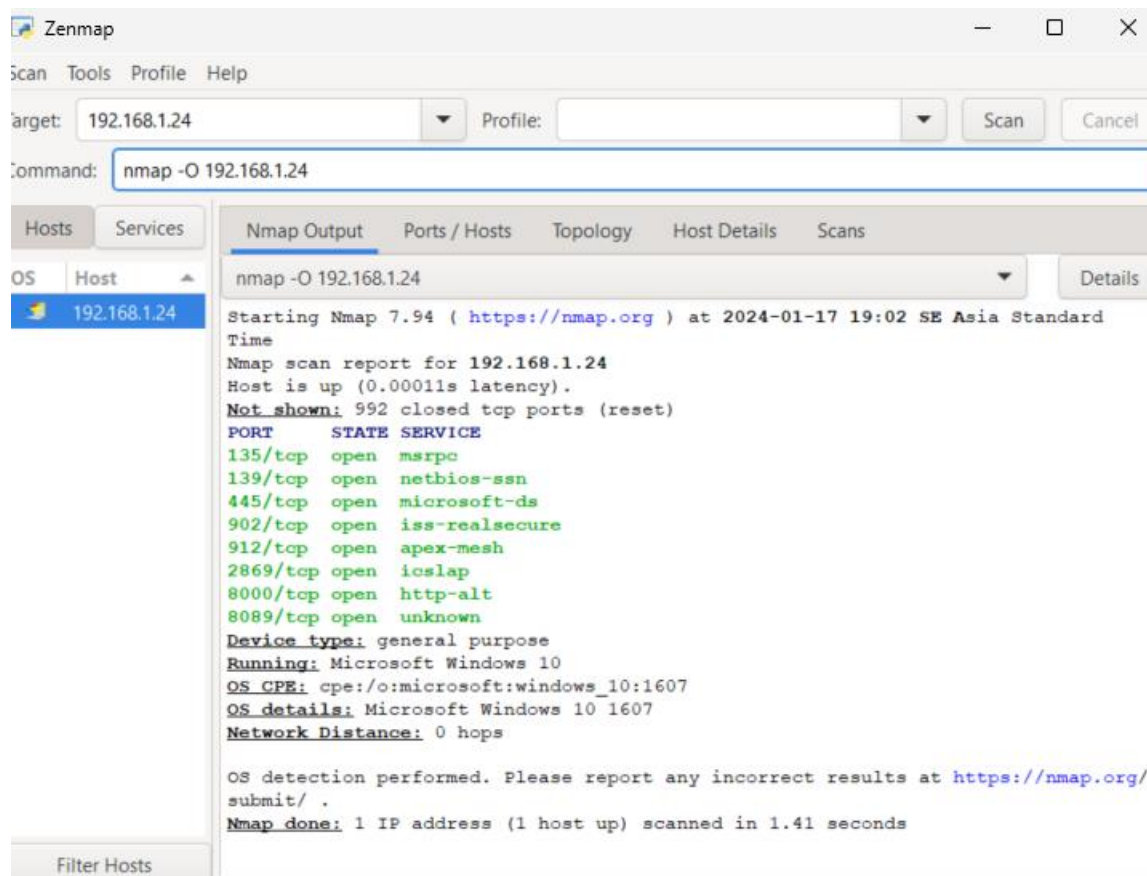 Zenmap
Scan Tools Profile Help
Target: 192.168.1.24 Profile: Scan Cancel
Command: nmap -O 192.168.1.24
Hosts Services Nmap Output Ports / Hosts Topology Host Details Scans
OS Host nmap -O 192.168.1.24 Details
192.168.1.24
Starting Nmap 7.94 ( https://nmap.org ) at 2024-01-17 19:02 SE Asia Standard
Time
Nmap scan report for 192.168.1.24
Host is up (0.00011s latency).
Not shown: 992 closed tcp ports (reset)
PORT STATE SERVICE
135/tcp open msrpc
139/tcp open netbios-ssn
445/tcp open microsoft-ds
902/tcp open iss-realsecure
912/tcp open apex-mesh
2869/tcp open icslap
8000/tcp open http-alt
8089/tcp open unknown
Device type: general purpose
Running: Microsoft Windows 10
OS CPE: cpe:/o:microsoft:windows_10:1607
OS details: Microsoft Windows 10 1607
Network Distance: 0 hops
OS detection performed. Please report any incorrect results at https://nmap.org/
submit/ .
Nmap done: 1 IP address (1 host up) scanned in 1.41 seconds
Filter Hosts